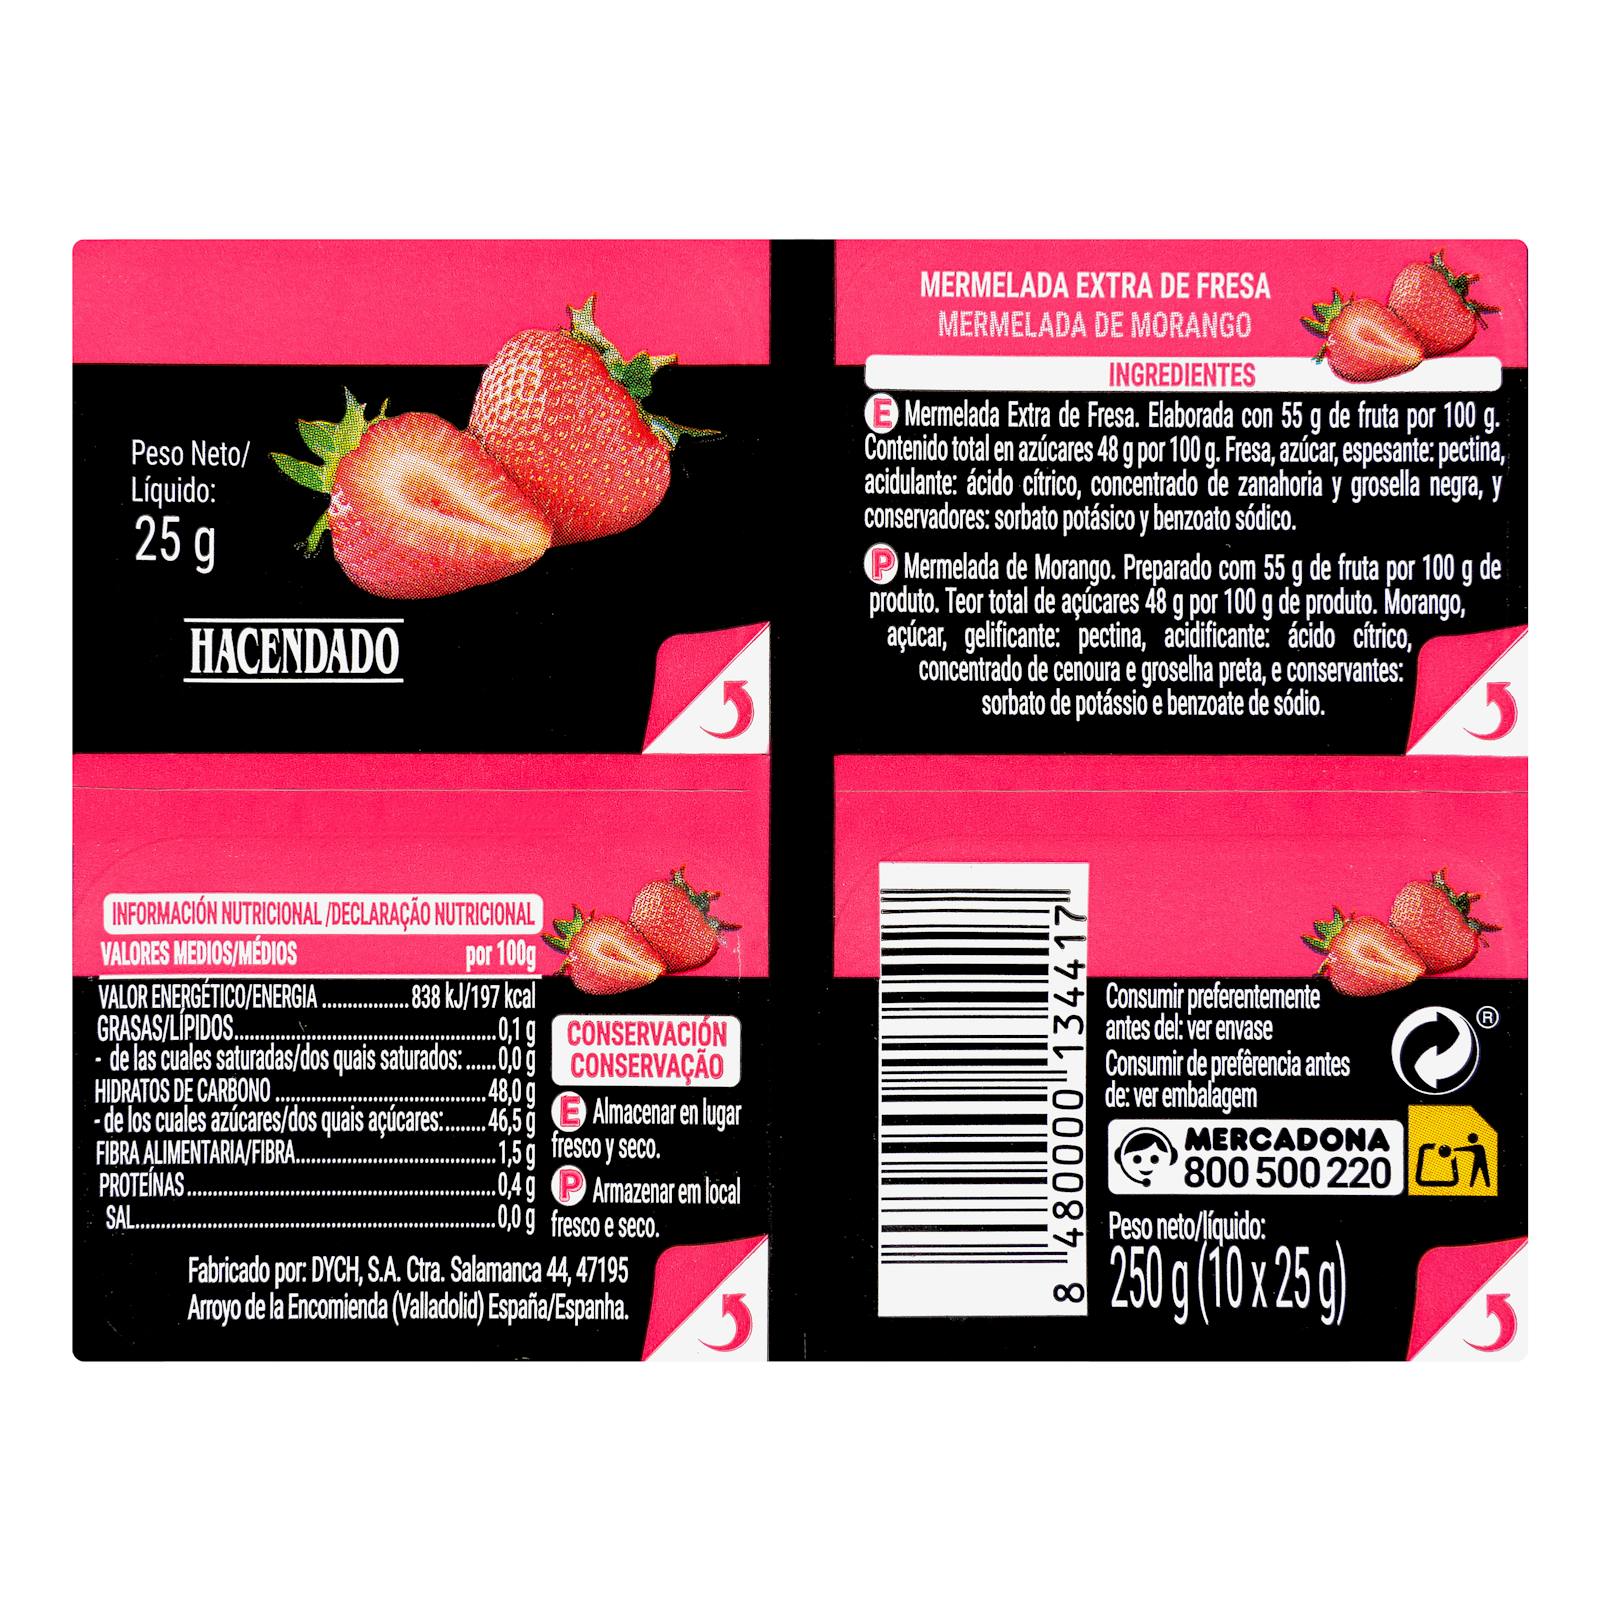 Peso Neto/
Líquido:
25 g
HACENDADO
MERMELADA EXTRA DE FRESA
MERMELADA DE MORANGO
INGREDIENTES
E Mermelada Extra de Fresa. Elaborada con 55 g de fruta por 100 g.
Contenido total en azúcares 48 g por 100 g. Fresa, azúcar, espesante: pectina,
acidulante: ácido cítrico, concentrado de zanahoria y grosella negra, y
conservadores: sorbato potásico y benzoato sódico.
P Mermelada de Morango. Preparado com 55 g de fruta por 100 g de
produto. Teor total de açúcares 48 g por 100 g de produto. Morango,
açúcar, gelificante: pectina, acidificante: ácido cítrico,
concentrado de cenoura e groselha preta, e conservantes:
sorbato de potássio e benzoate de sódio.
INFORMACIÓN NUTRICIONAL /DECLARAÇÃO NUTRICIONAL
VALORES MEDIOS/MÉDIOS por 100g
VALOR ENERGÉTICO/ENERGIA ................. 838 kJ/197 kcal
GRASAS/LÍPIDOS.................................................0,1 g
- de las cuales saturadas/dos quais saturados: ......0,0 g
HIDRATOS DE CARBONO ............................................48,0 g
- de los cuales azúcares/dos quais açúcares:........46,5 g
FIBRA ALIMENTARIA/FIBRA.....................................1,5 g
PROTEÍNAS..........................................................0,4 g
SAL....................................................................0,0 g
CONSERVACIÓN
CONSERVAÇÃO
E Almacenar en lugar
fresco y seco.
P Armazenar em local
fresco e seco.
Fabricado por: DYCH, S.A. Ctra. Salamanca 44, 47195
Arroyo de la Encomienda (Valladolid) España/Espanha.
8 480000 134417
Consumir preferentemente
antes del: ver envase
Consumir de prefêrencia antes
de: ver embalagem
®
MERCADONA
800 500 220
Peso neto/líquido:
250 g (10 x 25 g)